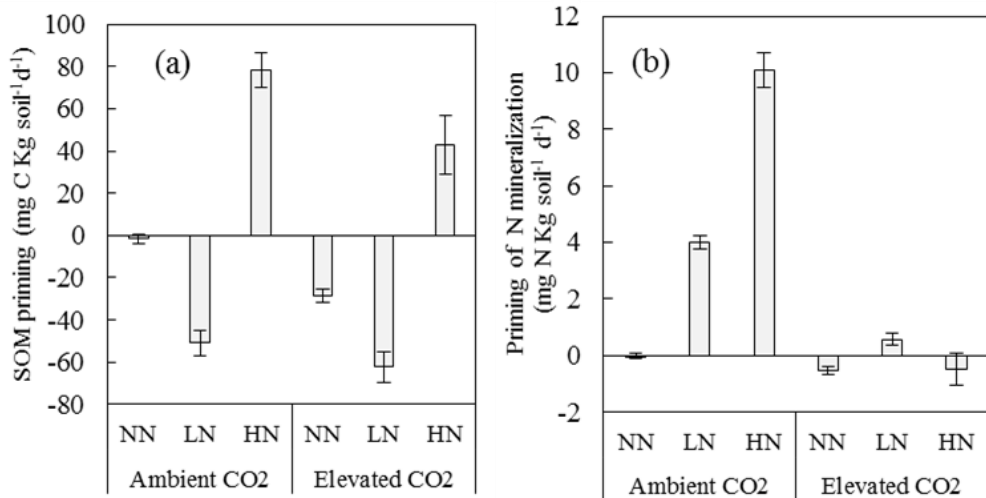 (a)
SOM priming (mg C Kg soil⁻¹d⁻¹)
100
80
60
40
20
0
-20
-40
-60
-80
NN LN HN NN LN HN
Ambient CO2 Elevated CO2
(b)
Priming of N mineralization
(mg N Kg soil⁻¹ d⁻¹)
12
10
8
6
4
2
0
-2
NN LN HN NN LN HN
Ambient CO2 Elevated CO2